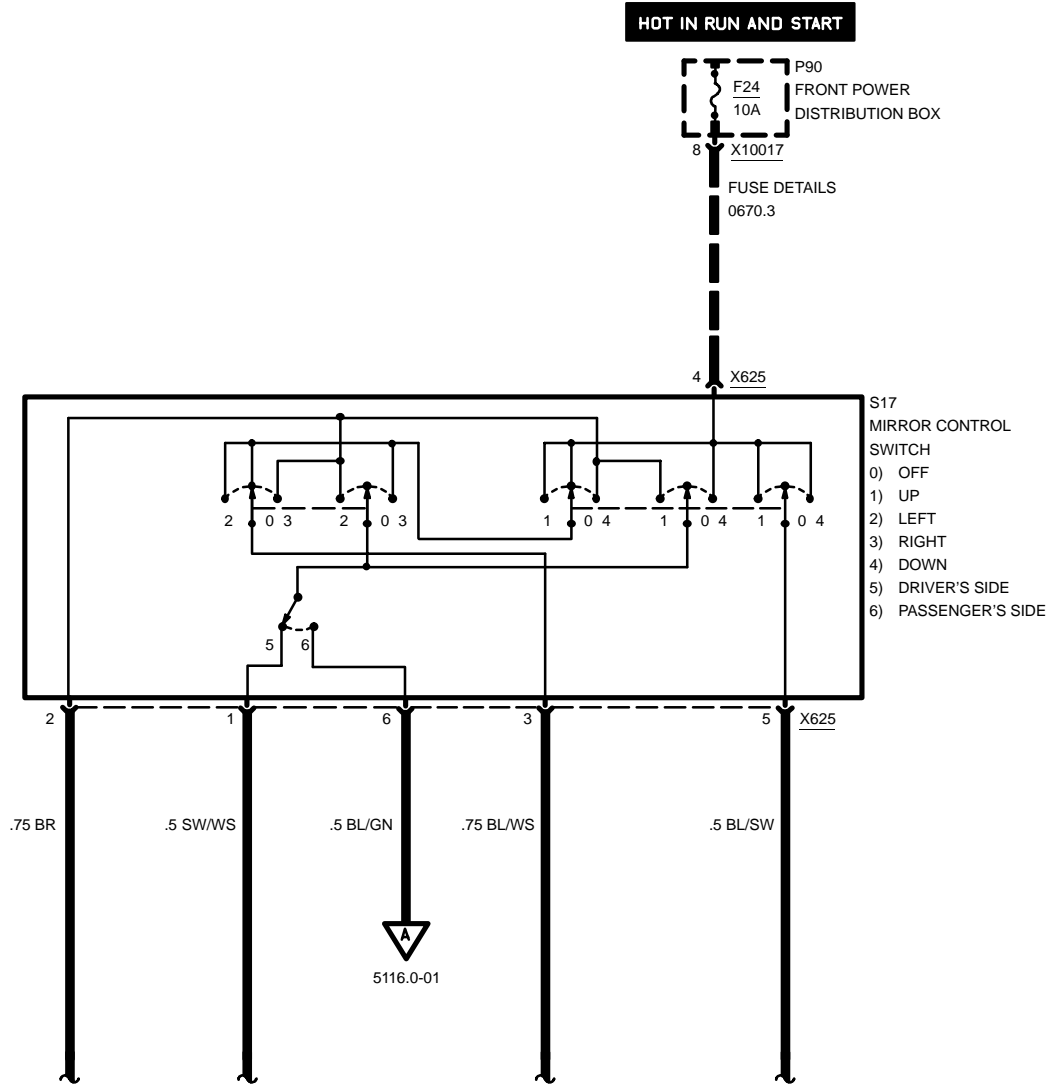 HOT IN RUN AND START
P90
F24
FRONT POWER
10A
DISTRIBUTION BOX
8 X10017
FUSE DETAILS
0670.3
4 X625
S17
MIRROR CONTROL
SWITCH
0) OFF
1) UP
2) LEFT
3) RIGHT
4) DOWN
5) DRIVER'S SIDE
6) PASSENGER'S SIDE
2 0 3 2 0 3 1 0 4 1 0 4 1 0 4
5 6
2 1 6 3 5 X625
.75 BR .5 SW/WS .5 BL/GN .75 BL/WS .5 BL/SW
A
5116.0-01